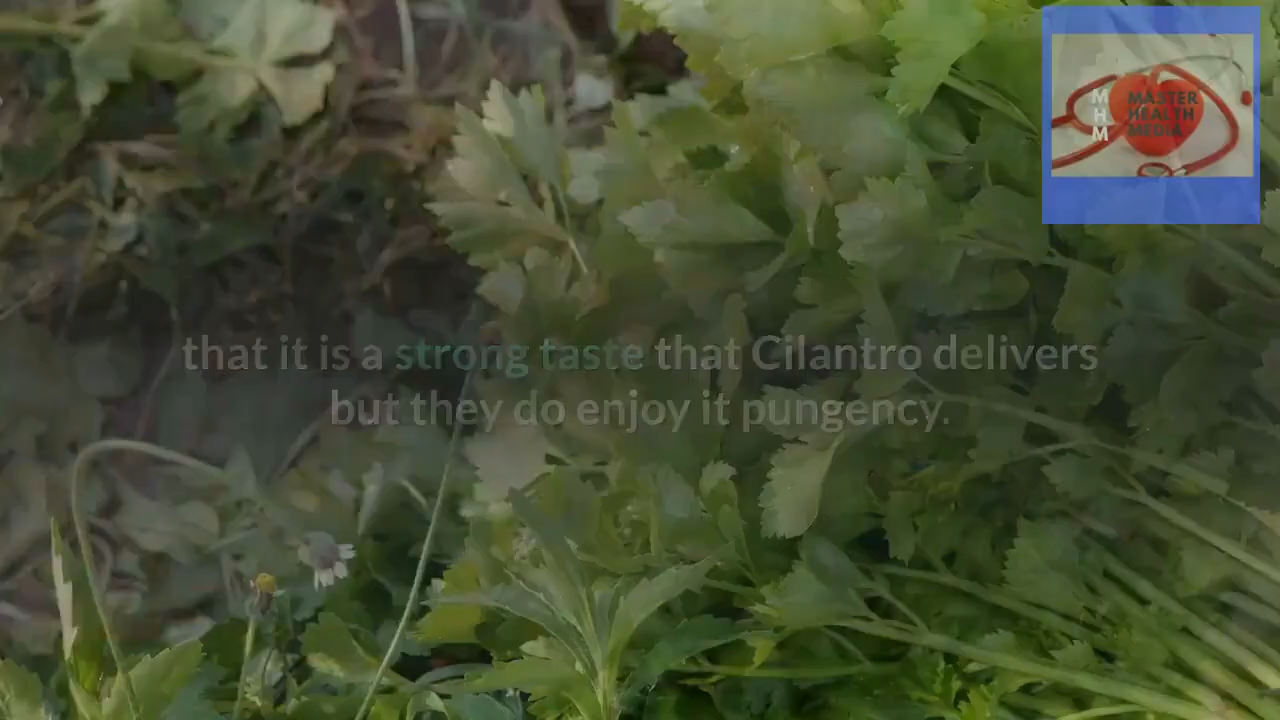 M
H
M
MASTER
HEALTH
MEDIA
that it is a strong taste that Cilantro delivers
but they do enjoy it pungency.